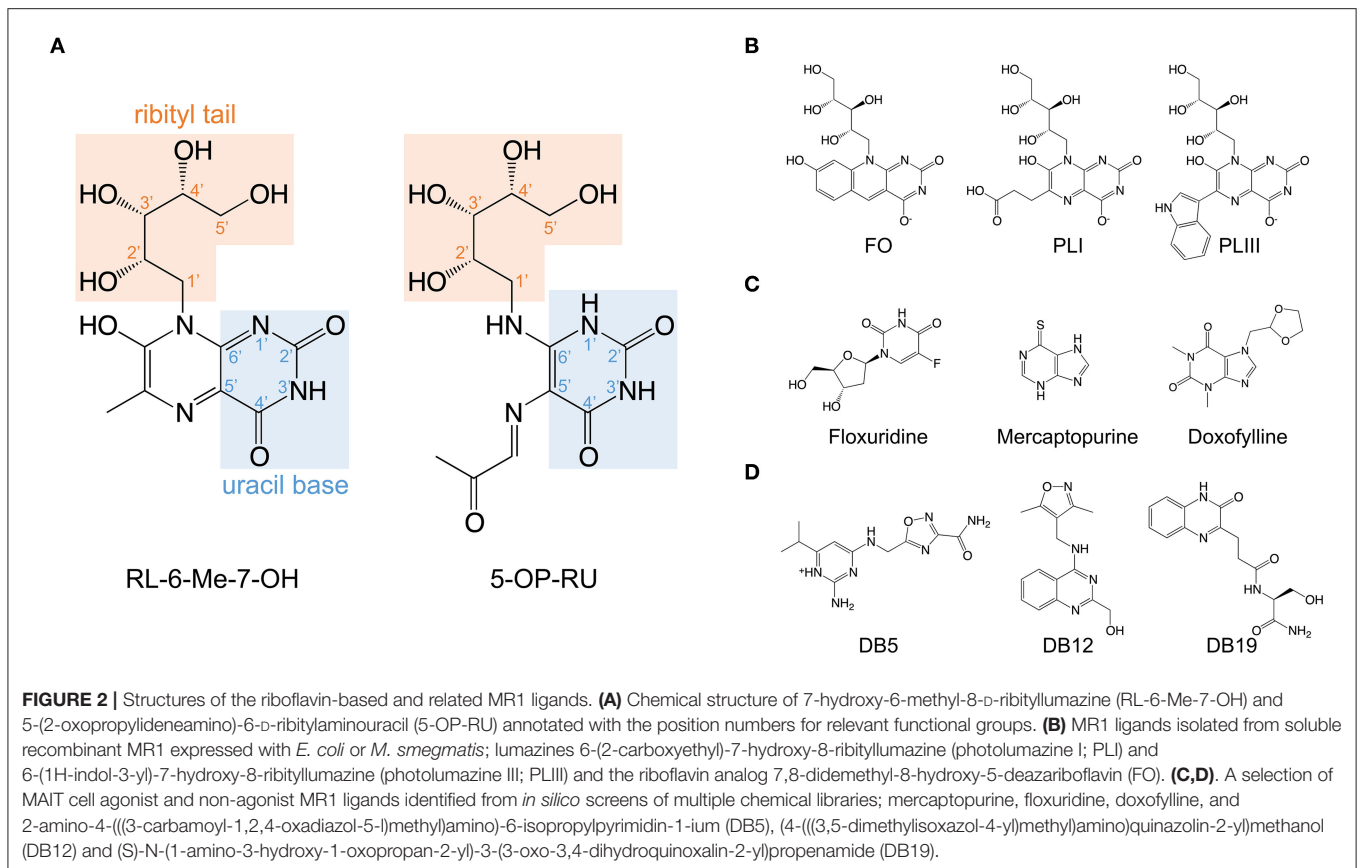 A
ribityl tail
OH
HO
4'
OH
3'
HO
5'
2'
HO
1'
HO
N
N
O
6'
1'
2'
5'
3'
NH
4'
N
O
uracil base
RL-6-Me-7-OH
OH
HO
4'
OH
3'
HO
5'
2'
HO
1'
H
HN
N
O
6'
1'
2'
5'
3'
NH
4'
N
O
O
5-OP-RU
B
HO
OH
HO
HO
HO
N
N
O
N
O-
FO
HO
OH
HO
HO
HO
N
N
O
HO
N
N
O
O-
PLI
HO
OH
HO
HO
HO
N
N
O
N
N
HN
O-
PLIII
C
H
O
N
O
N
F
O
HO
HO
Floxuridine
S
H
N
N
N
N
H
Mercaptopurine
O
O
O
N
N
O
N
N
Doxofylline
D
H
N
O
N
NH2
N
O
+HN
N
NH2
DB5
O
N
NH
N
N
OH
DB12
H
N
O
N
O
HN
OH
O
NH2
DB19
FIGURE 2 | Structures of the riboflavin-based and related MR1 ligands. (A) Chemical structure of 7-hydroxy-6-methyl-8-D-ribityllumazine (RL-6-Me-7-OH) and
5-(2-oxopropylideneamino)-6-D-ribitylaminouracil (5-OP-RU) annotated with the position numbers for relevant functional groups. (B) MR1 ligands isolated from soluble
recombinant MR1 expressed with E. coli or M. smegmatis; lumazines 6-(2-carboxyethyl)-7-hydroxy-8-ribityllumazine (photolumazine I; PLI) and
6-(1H-indol-3-yl)-7-hydroxy-8-ribityllumazine (photolumazine III; PLIII) and the riboflavin analog 7,8-didemethyl-8-hydroxy-5-deazariboflavin (FO). (C,D). A selection of
MAIT cell agonist and non-agonist MR1 ligands identified from in silico screens of multiple chemical libraries; mercaptopurine, floxuridine, doxofylline, and
2-amino-4-(((3-carbamoyl-1,2,4-oxadiazol-5-l)methyl)amino)-6-isopropylpyrimidin-1-ium (DB5), (4-(((3,5-dimethylisoxazol-4-yl)methyl)amino)quinazolin-2-yl)methanol
(DB12) and (S)-N-(1-amino-3-hydroxy-1-oxopropan-2-yl)-3-(3-oxo-3,4-dihydroquinoxalin-2-yl)propenamide (DB19).